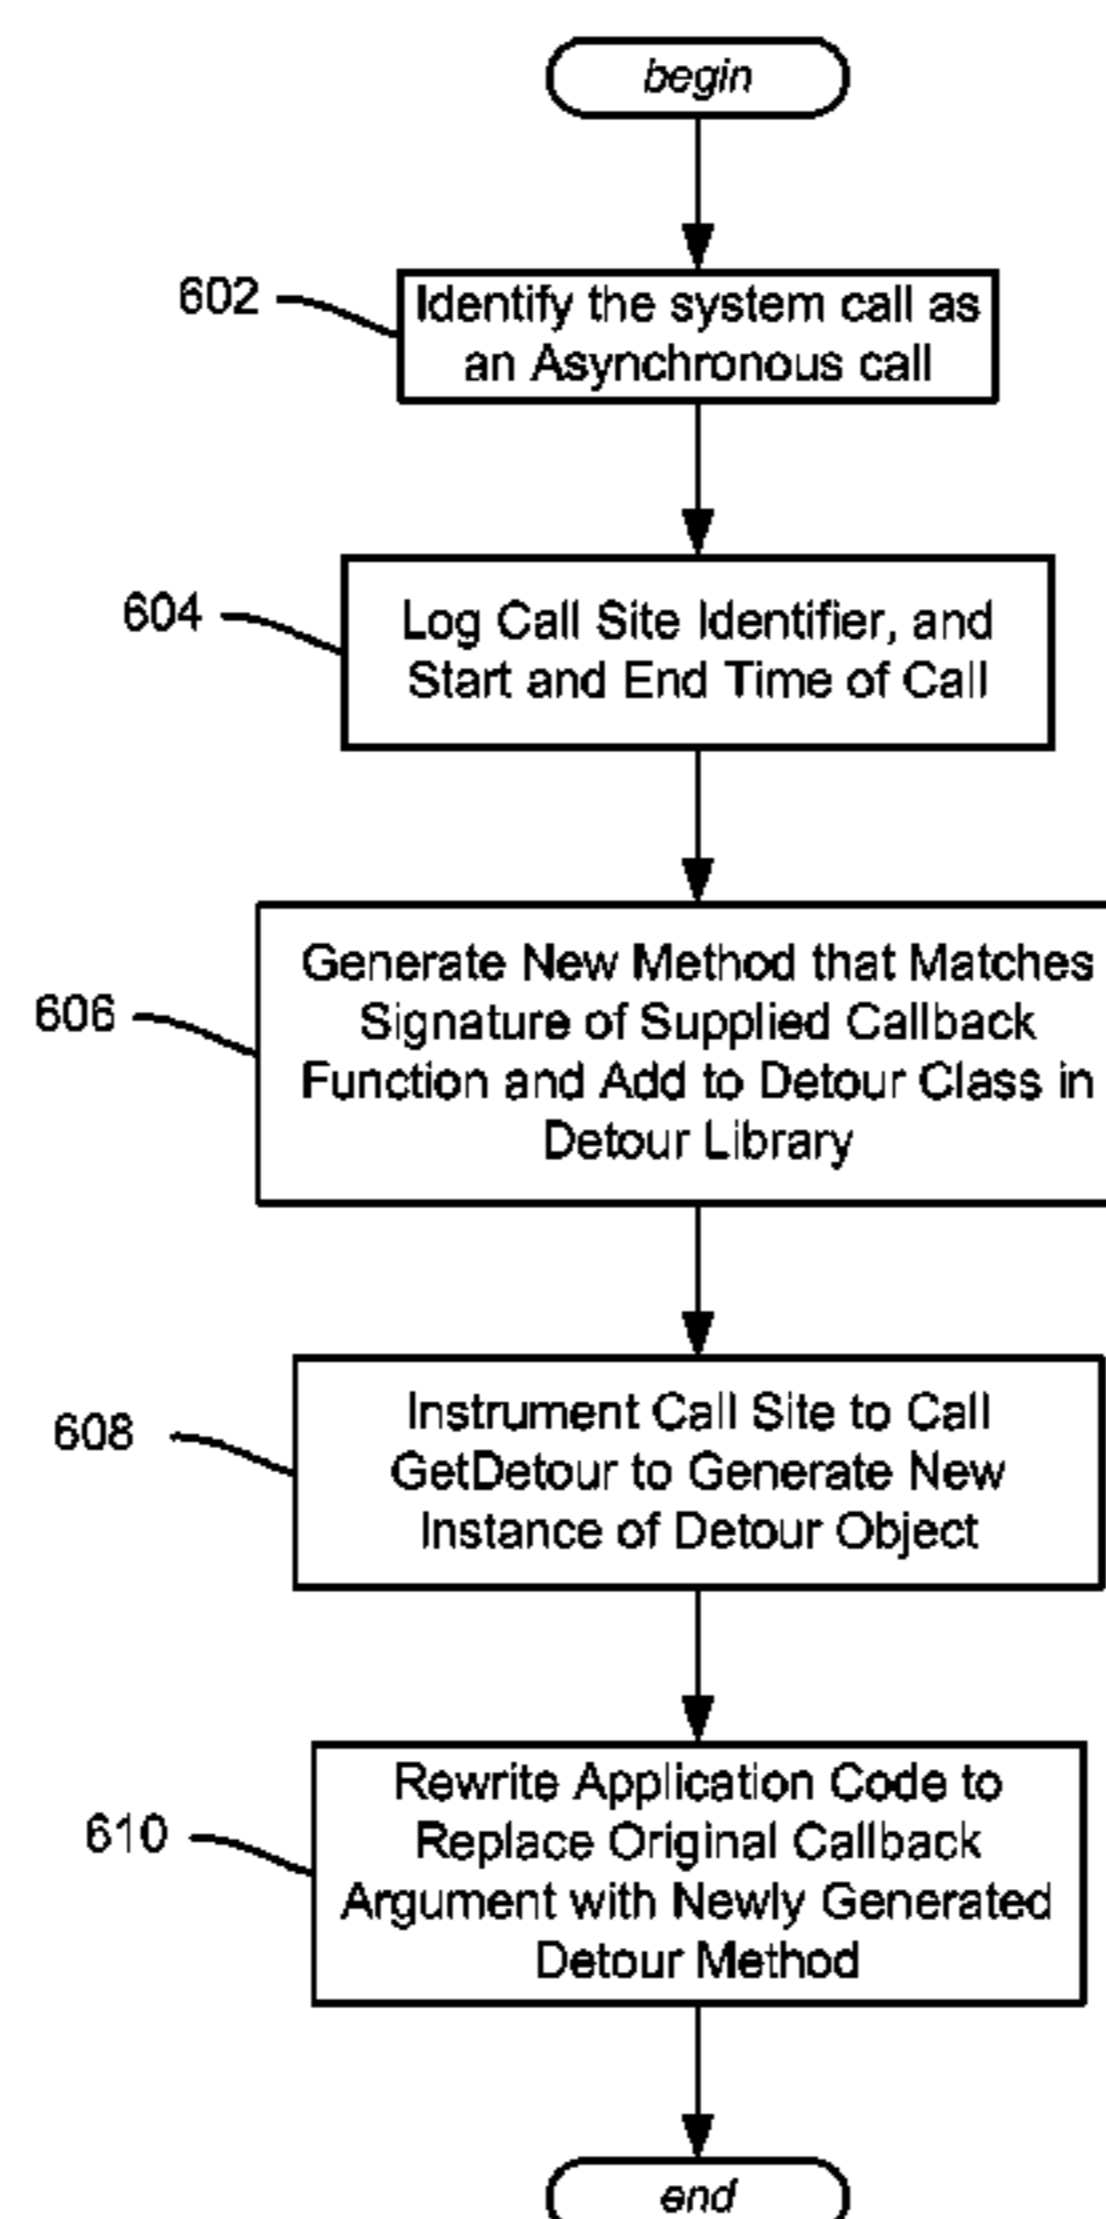 begin
602
Identify the system call as
an Asynchronous call
604
Log Call Site Identifier, and
Start and End Time of Call
606
Generate New Method that Matches
Signature of Supplied Callback
Function and Add to Detour Class in
Detour Library
608
Instrument Call Site to Call
GetDetour to Generate New
Instance of Detour Object
610
Rewrite Application Code to
Replace Original Callback
Argument with Newly Generated
Detour Method
end